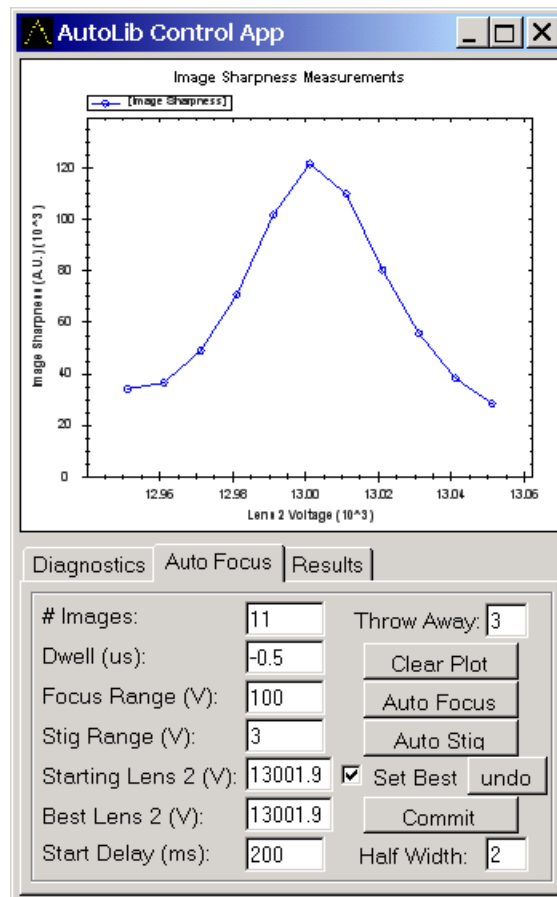 AutoLib Control App
Image Sharpness Measurements
[Image Sharpness]
Image Sharpness (A.U.) (10^3)
120
100
80
60
40
20
0
12.96 12.98 13.00 13.02 13.04 13.06
Lens 2 Voltage (10^3)
Diagnostics Auto Focus Results
# Images: 11 Throw Away: 3
Dwell (us): -0.5 Clear Plot
Focus Range (V): 100 Auto Focus
Stig Range (V): 3 Auto Stig
Starting Lens 2 (V): 13001.9 Set Best undo
Best Lens 2 (V): 13001.9 Commit
Start Delay (ms): 200 Half Width: 2